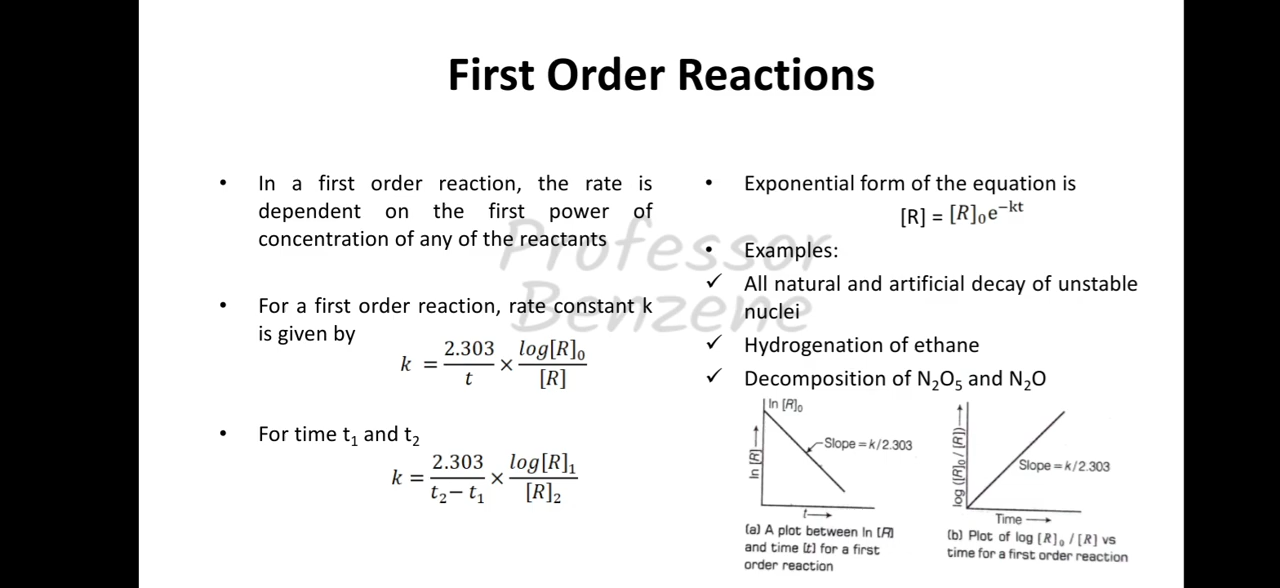 First Order Reactions
• In a first order reaction, the rate is
dependent on the first power of
concentration of any of the reactants
• For a first order reaction, rate constant k
is given by
k = 2.303/t × log[R]₀/[R]
• For time t₁ and t₂
k = 2.303/t₂− t₁ × log[R]₁/[R]₂
• Exponential form of the equation is
[R] = [R]₀e⁻ᵏᵗ
• Examples:
✓ All natural and artificial decay of unstable
nuclei
✓ Hydrogenation of ethane
✓ Decomposition of N₂O₅ and N₂O
ln [R]₀
ln [R] →
Slope = k/2.303
t →
(a) A plot between ln [R]
and time (t) for a first
order reaction
log ([R]₀ / [R]) →
Slope = k/2.303
Time →
(b) Plot of log [R]₀ / [R] vs
time for a first order reaction
Professor
Benzene